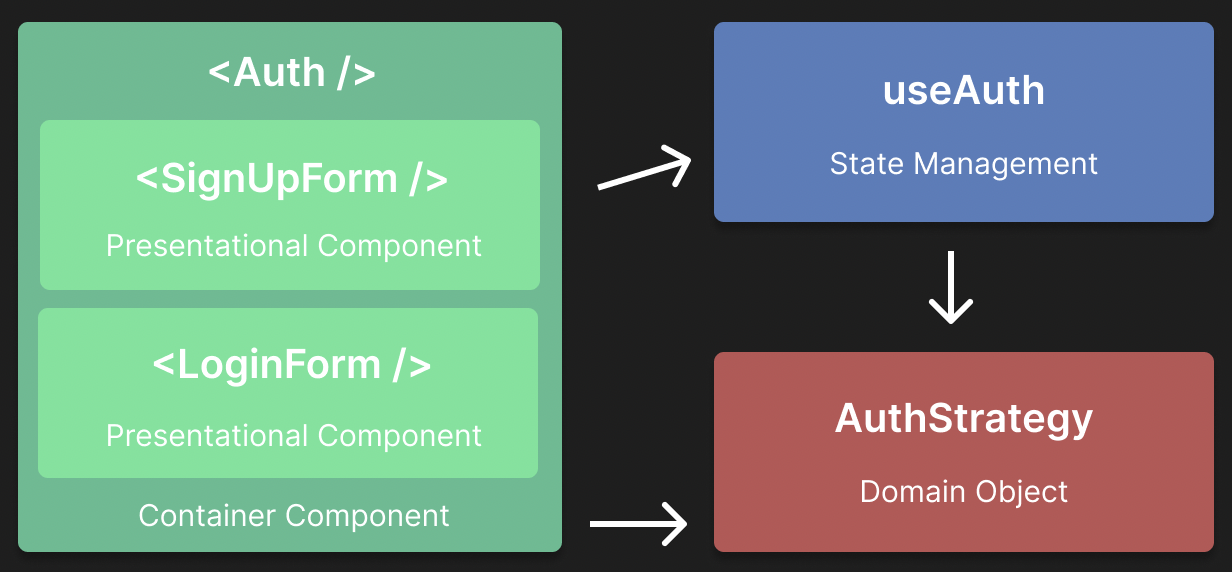 <Auth />
<SignUpForm />
Presentational Component
<LoginForm />
Presentational Component
Container Component
useAuth
State Management
AuthStrategy
Domain Object